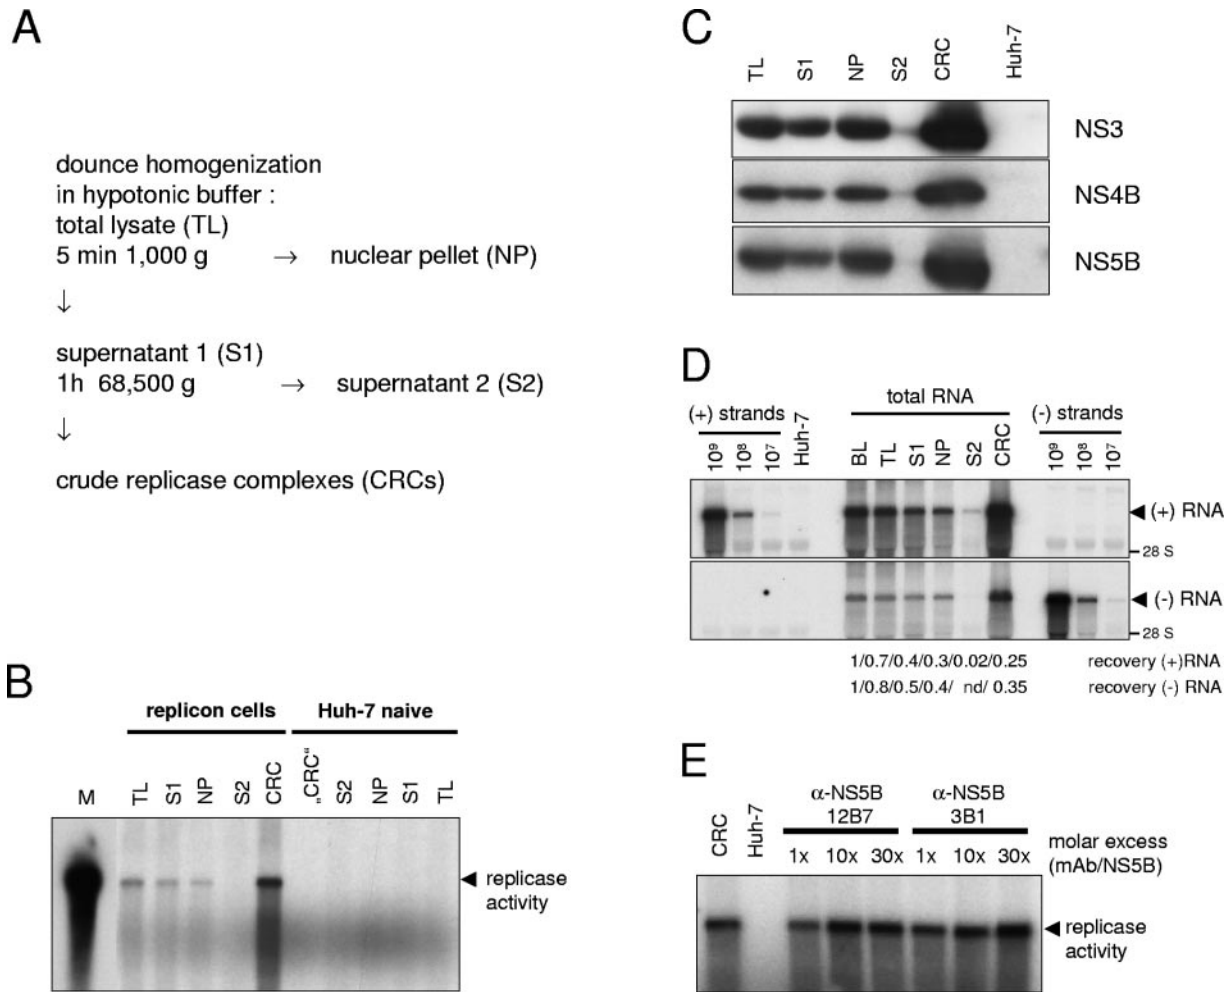 A
dounce homogenization
in hypotonic buffer :
total lysate (TL)
5 min 1,000 g → nuclear pellet (NP)
↓
supernatant 1 (S1)
1h 68,500 g → supernatant 2 (S2)
↓
crude replicase complexes (CRCs)
B
replicon cells Huh-7 naive
M TL S1 NP S2 CRC „CRC“ S2 NP S1 TL
replicase
activity
C
TL S1 NP S2 CRC Huh-7
NS3
NS4B
NS5B
D
total RNA
(+) strands (-) strands
10⁹ 10⁸ 10⁷ Huh-7 BL TL S1 NP S2 CRC 10⁹ 10⁸ 10⁷
(+) RNA
28 S
(-) RNA
28 S
1/0.7/0.4/0.3/0.02/0.25 recovery (+)RNA
1/0.8/0.5/0.4/ nd/ 0.35 recovery (-) RNA
E
α-NS5B α-NS5B
12B7 3B1
CRC Huh-7 1x 10x 30x 1x 10x 30x
molar excess
(mAb/NS5B)
replicase
activity